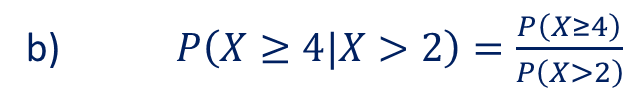 b) P(X ≥ 4|X > 2) = P(X≥4)/P(X>2)